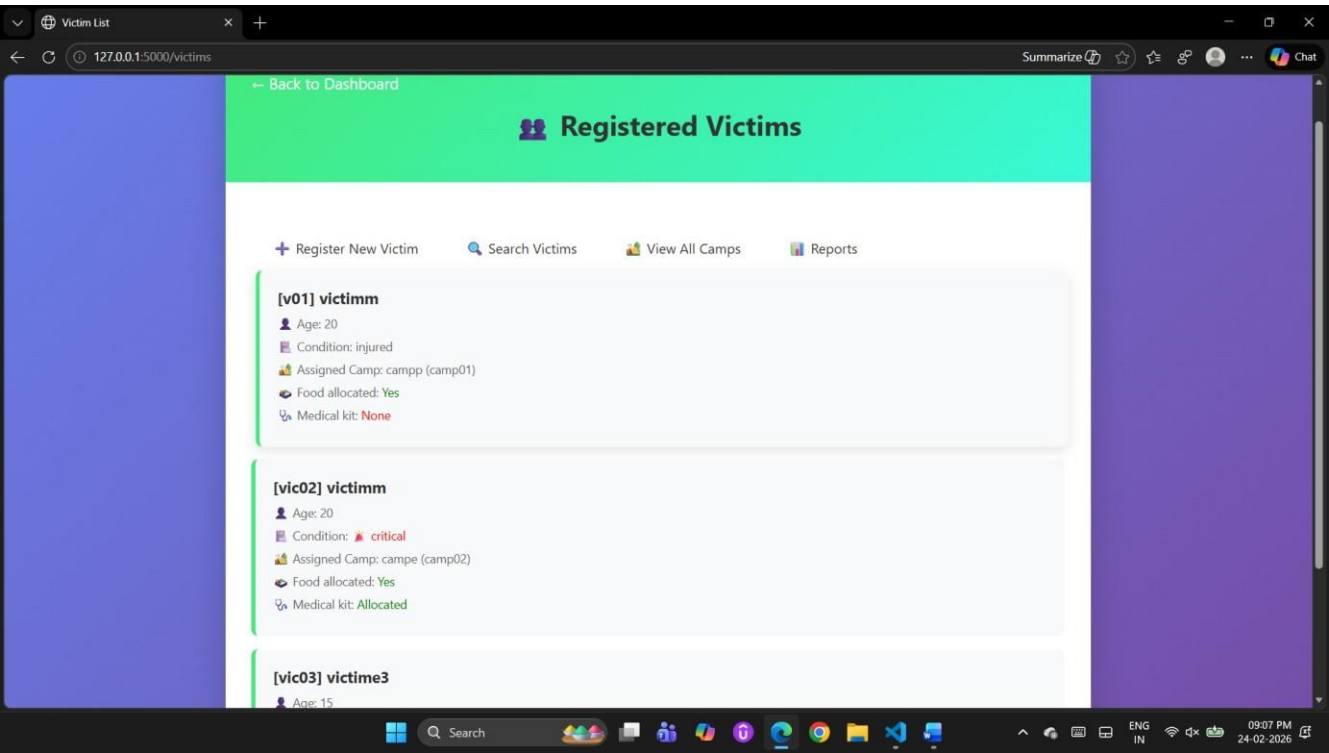 Victim List
127.0.0.1:5000/victims
Summarize
Chat
← Back to Dashboard
Registered Victims
Register New Victim
Search Victims
View All Camps
Reports
[v01] victimm
Age: 20
Condition: injured
Assigned Camp: campp (camp01)
Food allocated: Yes
Medical kit: None
[vic02] victimm
Age: 20
Condition: critical
Assigned Camp: campe (camp02)
Food allocated: Yes
Medical kit: Allocated
[vic03] victime3
Age: 15
Search
ENG
IN
09:07 PM
24-02-2026